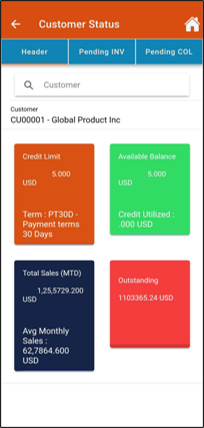 Customer Status
Header
Pending INV
Pending COL
Customer
Customer
CU00001 - Global Product Inc
Credit Limit
5.000
USD
Term : PT30D -
Payment terms
30 Days
Available Balance
5.000
USD
Credit Utilized :
.000 USD
Total Sales (MTD)
1,25,5729.200
USD
Avg Monthly
Sales :
62,7864.600
USD
Outstanding
1103365.24 USD